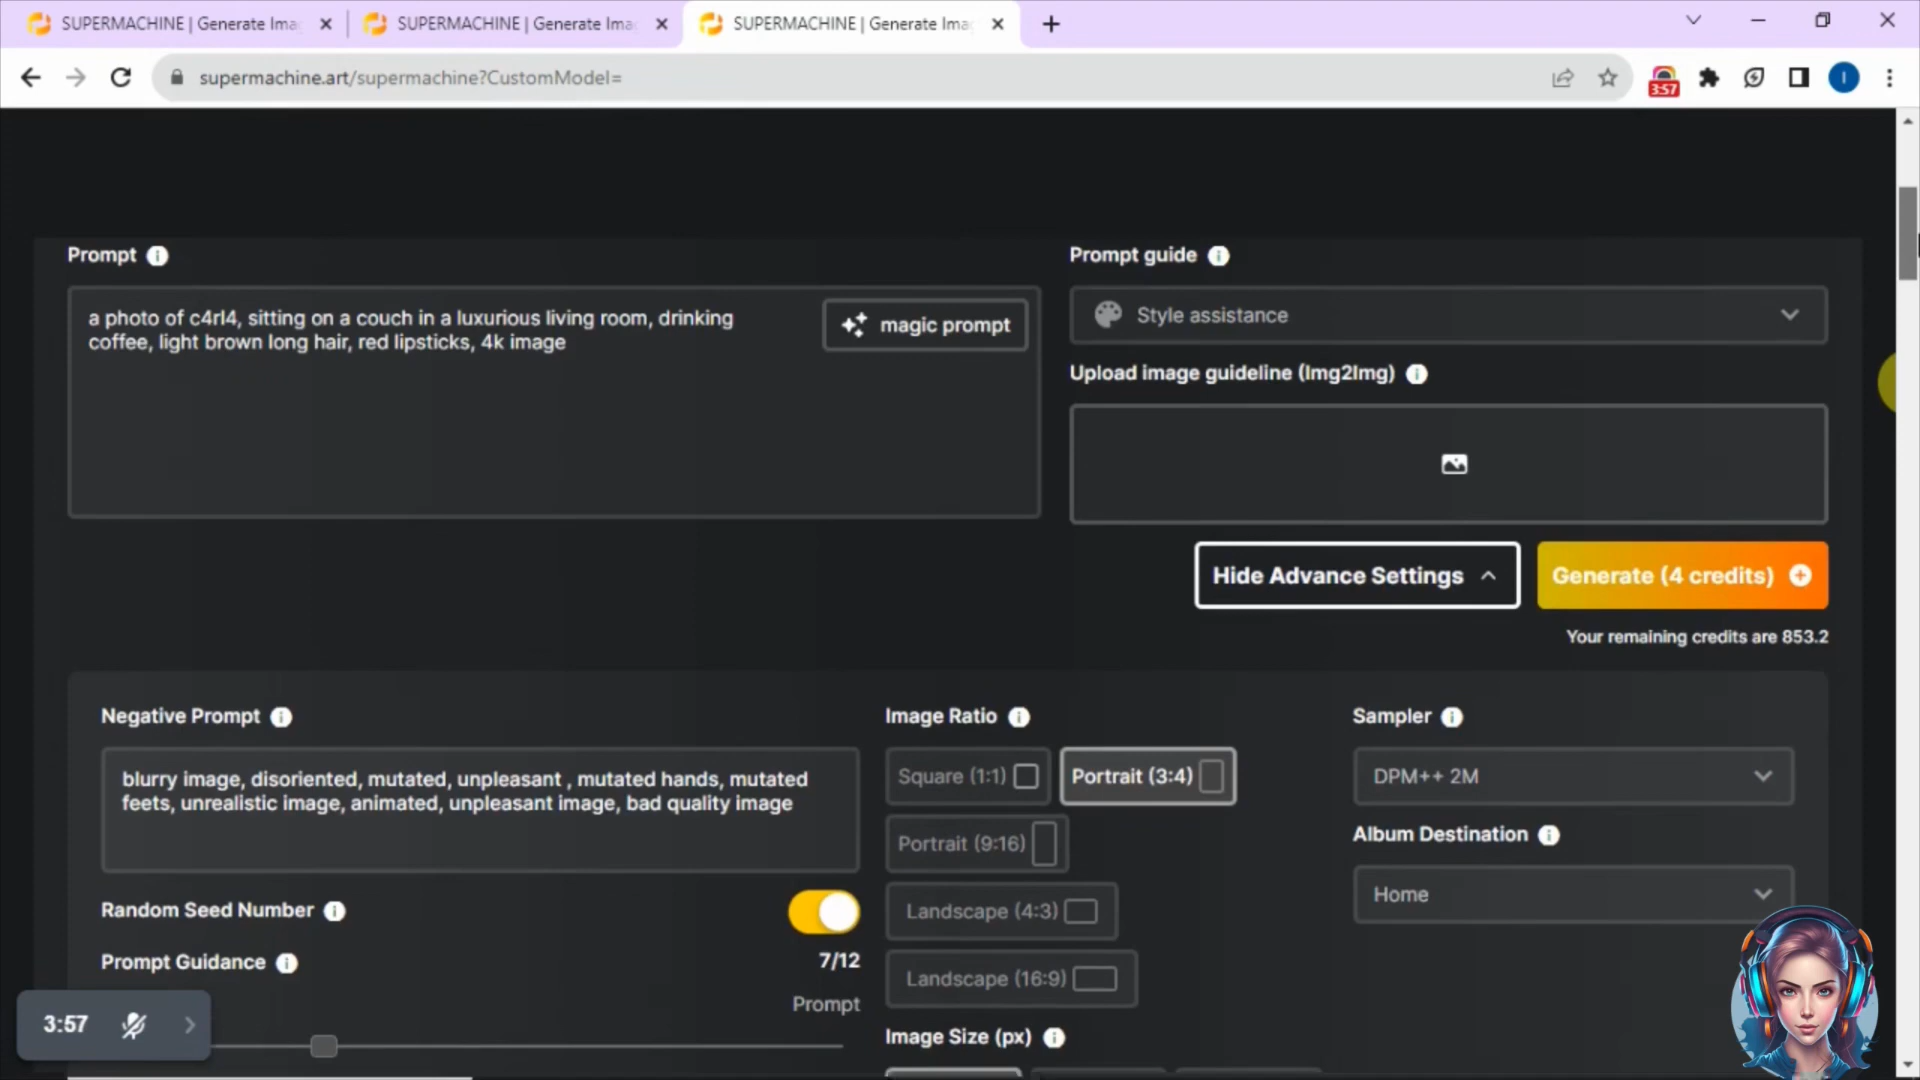 SUPERMACHINE | Generate Ima
SUPERMACHINE | Generate Ima
SUPERMACHINE | Generate Ima
supermachine.art/supermachine?CustomModel=
3:57
I
Prompt
a photo of c4rl4, sitting on a couch in a luxurious living room, drinking
coffee, light brown long hair, red lipsticks, 4k image
magic prompt
Prompt guide
Style assistance
Upload image guideline (Img2Img)
Hide Advance Settings
Generate (4 credits)
Your remaining credits are 853.2
Negative Prompt
blurry image, disoriented, mutated, unpleasant , mutated hands, mutated
feets, unrealistic image, animated, unpleasant image, bad quality image
Random Seed Number
Prompt Guidance
7/12
Prompt
3:57
Image Ratio
Square (1:1)
Portrait (3:4)
Portrait (9:16)
Landscape (4:3)
Landscape (16:9)
Image Size (px)
Sampler
DPM++ 2M
Album Destination
Home